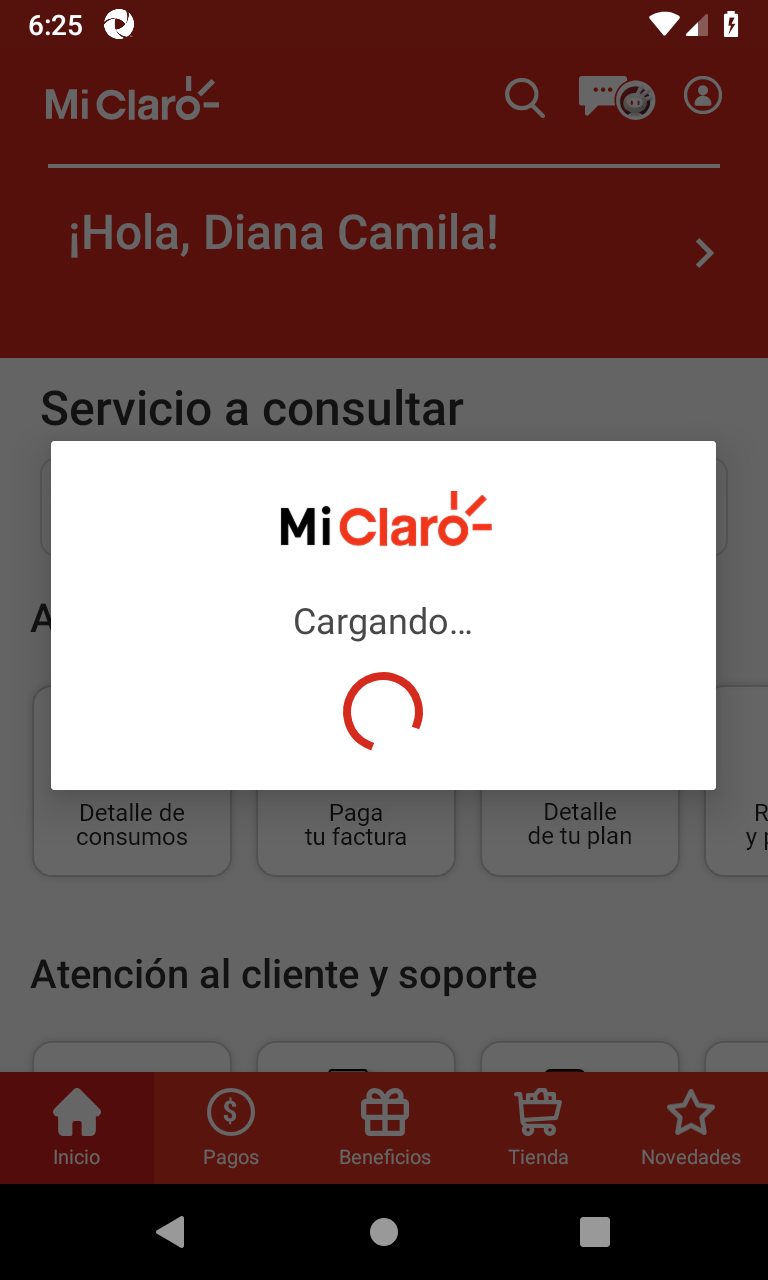 6:25
Mi Claro
¡Hola, Diana Camila!
Servicio a consultar
Mi Claro
Cargando...
Detalle de
consumos
Paga
tu factura
Detalle
de tu plan
Atención al cliente y soporte
Inicio
Pagos
Beneficios
Tienda
Novedades